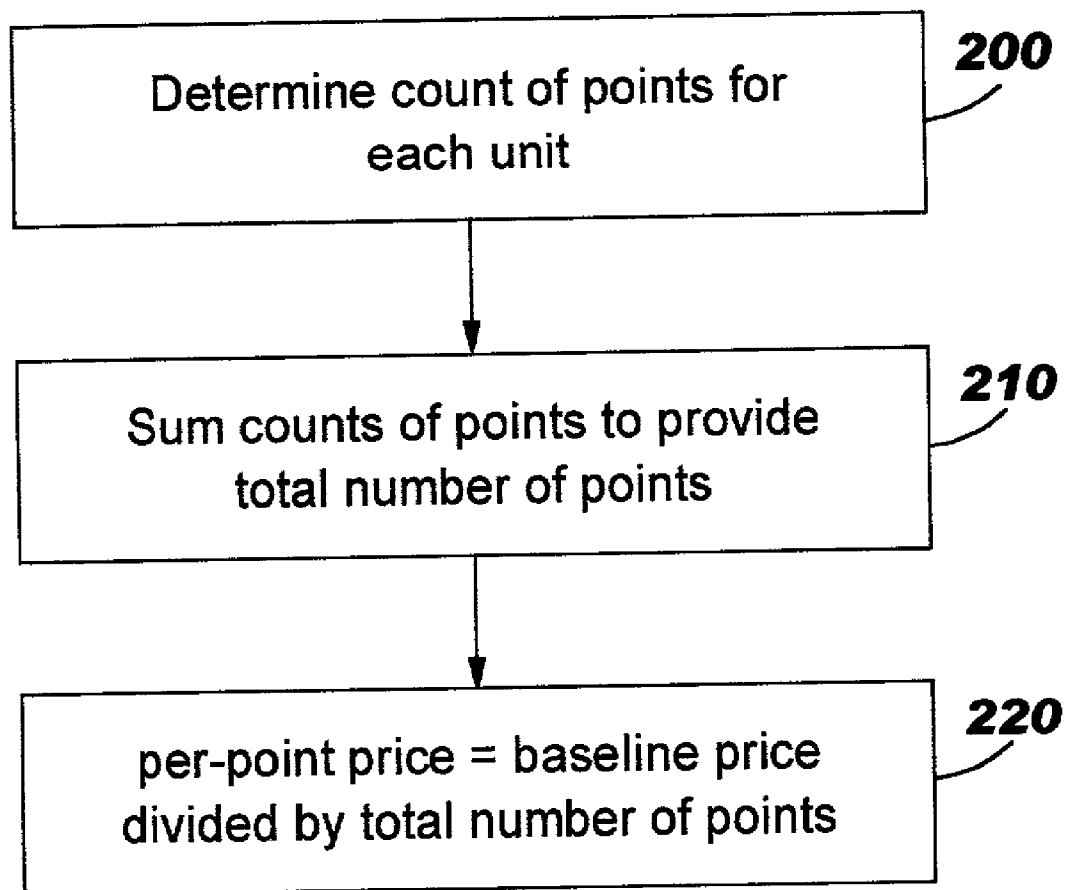 200
Determine count of points for
each unit
210
Sum counts of points to provide
total number of points
220
per-point price = baseline price
divided by total number of points